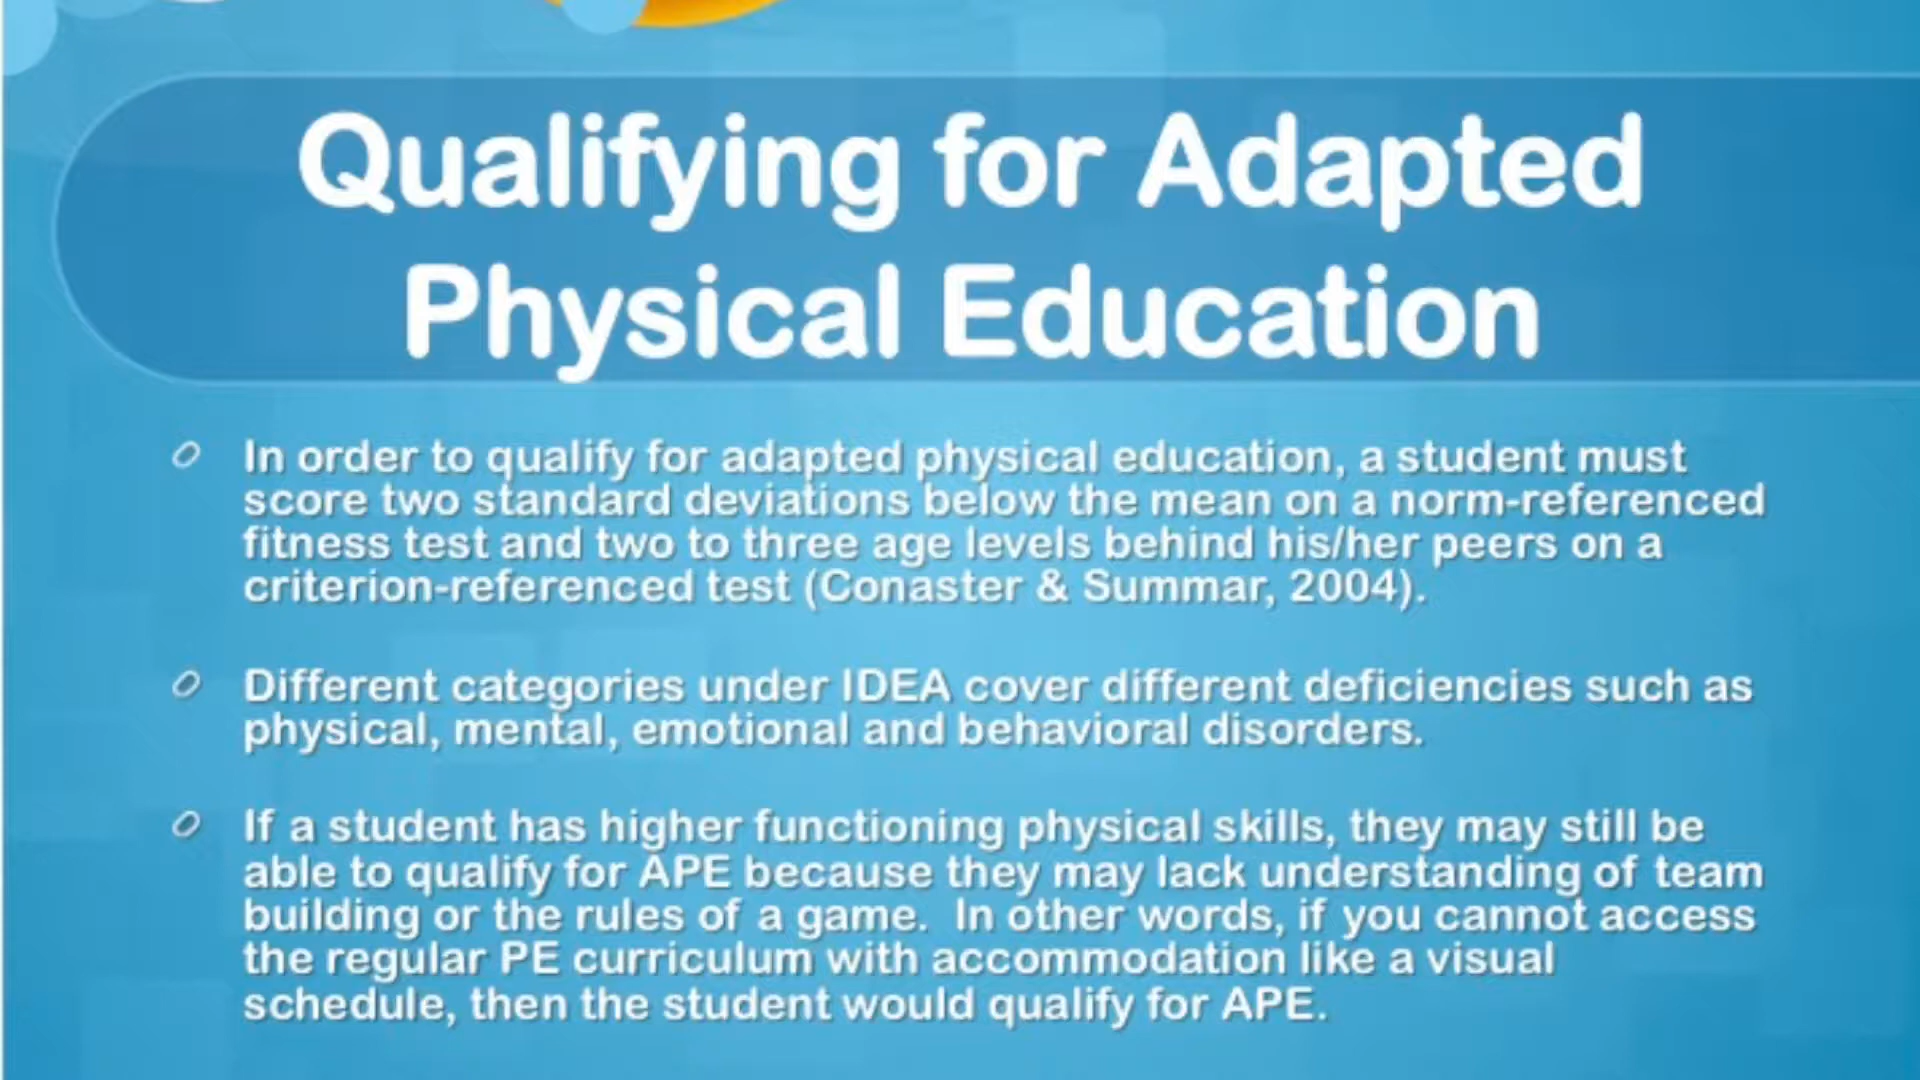 Qualifying for Adapted
Physical Education
In order to qualify for adapted physical education, a student must
score two standard deviations below the mean on a norm-referenced
fitness test and two to three age levels behind his/her peers on a
criterion-referenced test (Conaster & Summar, 2004).
Different categories under IDEA cover different deficiencies such as
physical, mental, emotional and behavioral disorders.
If a student has higher functioning physical skills, they may still be
able to qualify for APE because they may lack understanding of team
building or the rules of a game.  In other words, if you cannot access
the regular PE curriculum with accommodation like a visual
schedule, then the student would qualify for APE.